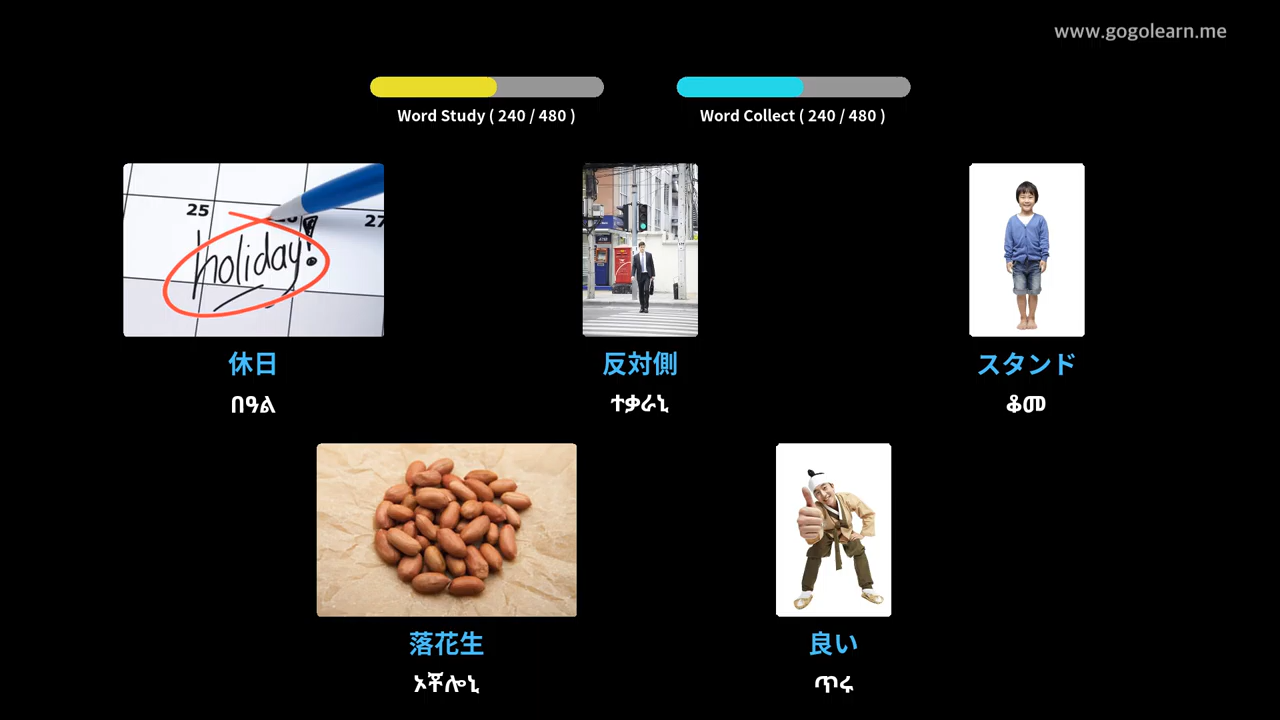 www.gogolearn.me
Word Study ( 240 / 480 )
Word Collect ( 240 / 480 )
25
27
holiday!
休日
በዓል
反対側
ተቃራኒ
スタンド
ቆመ
落花生
ኦቾሎኒ
良い
ጥሩ